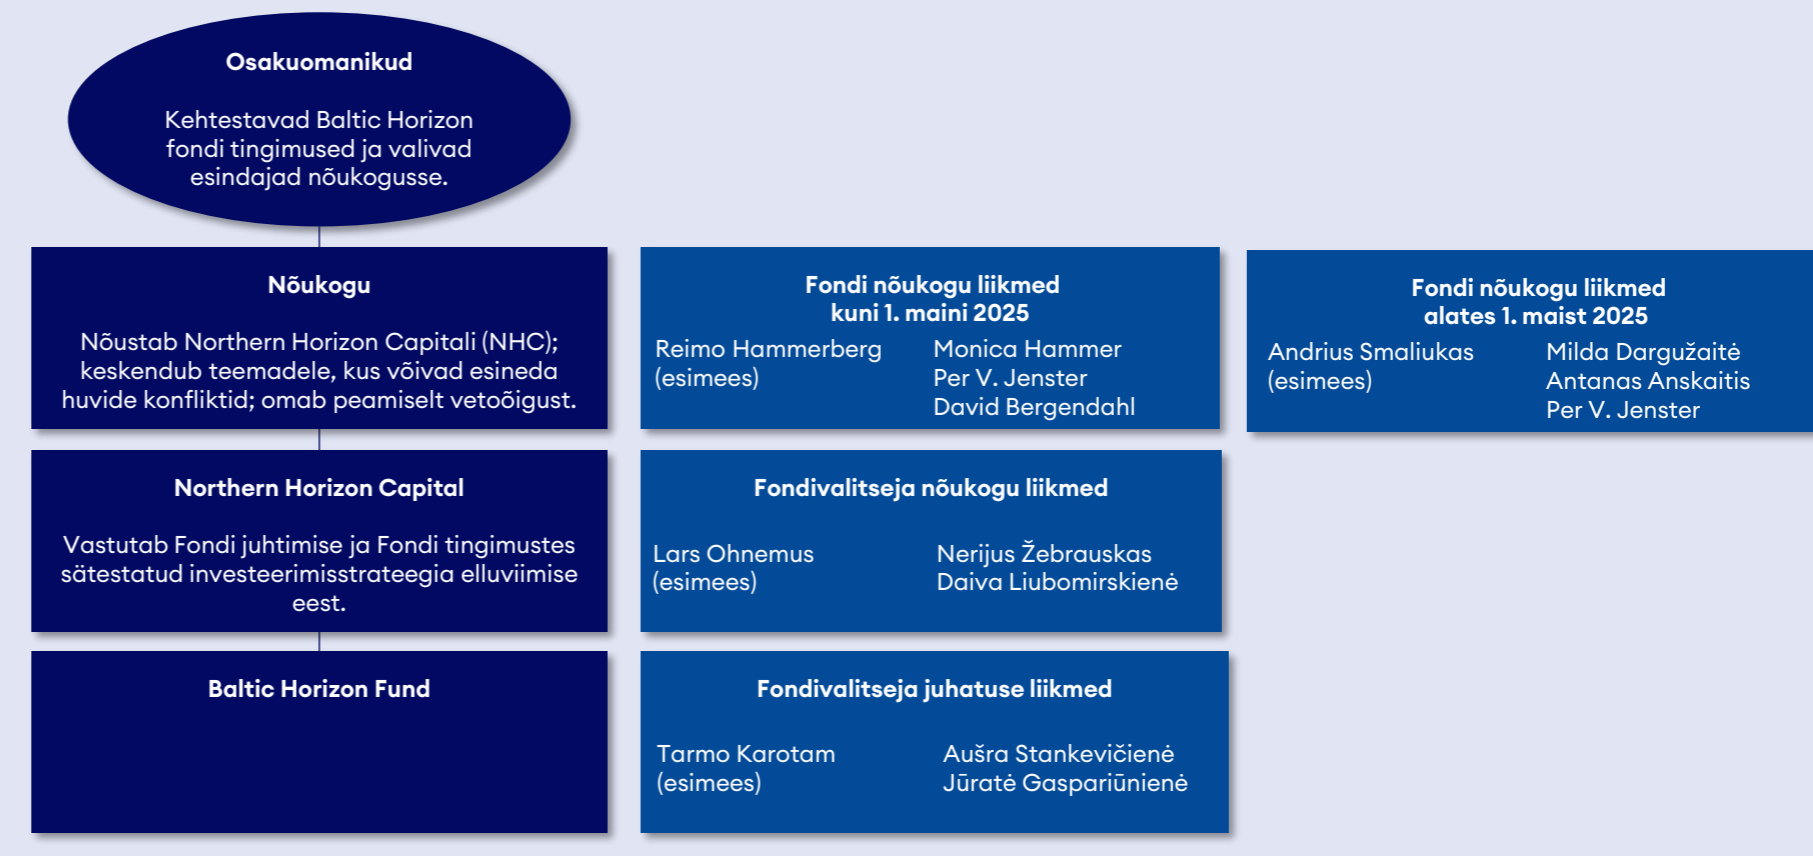 Osakuomanikud
Kehtestavad Baltic Horizon
fondi tingimused ja valivad
esindajad nõukogusse.
Nõukogu
Nõustab Northern Horizon Capitali (NHC);
keskendub teemadele, kus võivad esineda
huvide konfliktid; omab peamiselt vetoõigust.
Fondi nõukogu liikmed
kuni 1. maini 2025
Reimo Hammerberg
(esimees)
Monica Hammer
Per V. Jenster
David Bergendahl
Fondi nõukogu liikmed
alates 1. maist 2025
Andrius Smaliukas
(esimees)
Milda Dargužaitė
Antanas Anskaitis
Per V. Jenster
Northern Horizon Capital
Vastutab Fondi juhtimise ja Fondi tingimustes
sätestatud investeerimisstrateegia elluviimise
eest.
Fondivalitseja nõukogu liikmed
Lars Ohnemus
(esimees)
Nerijus Žebrauskas
Daiva Liubomirskienė
Baltic Horizon Fund
Fondivalitseja juhatuse liikmed
Tarmo Karotam
(esimees)
Aušra Stankevičienė
Jūratė Gaspariūnienė